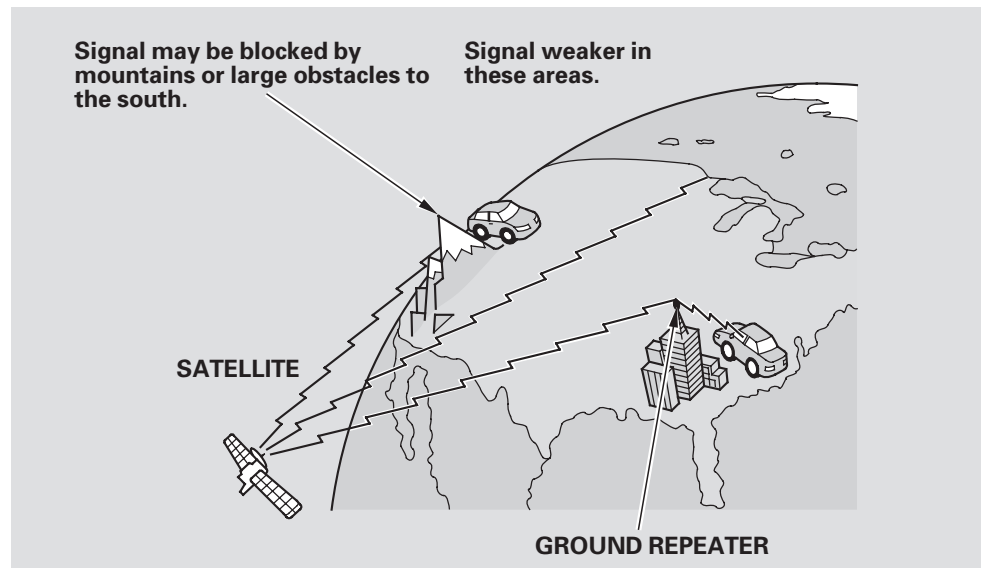 Signal may be blocked by
mountains or large obstacles to
the south.
Signal weaker in
these areas.
SATELLITE
GROUND REPEATER